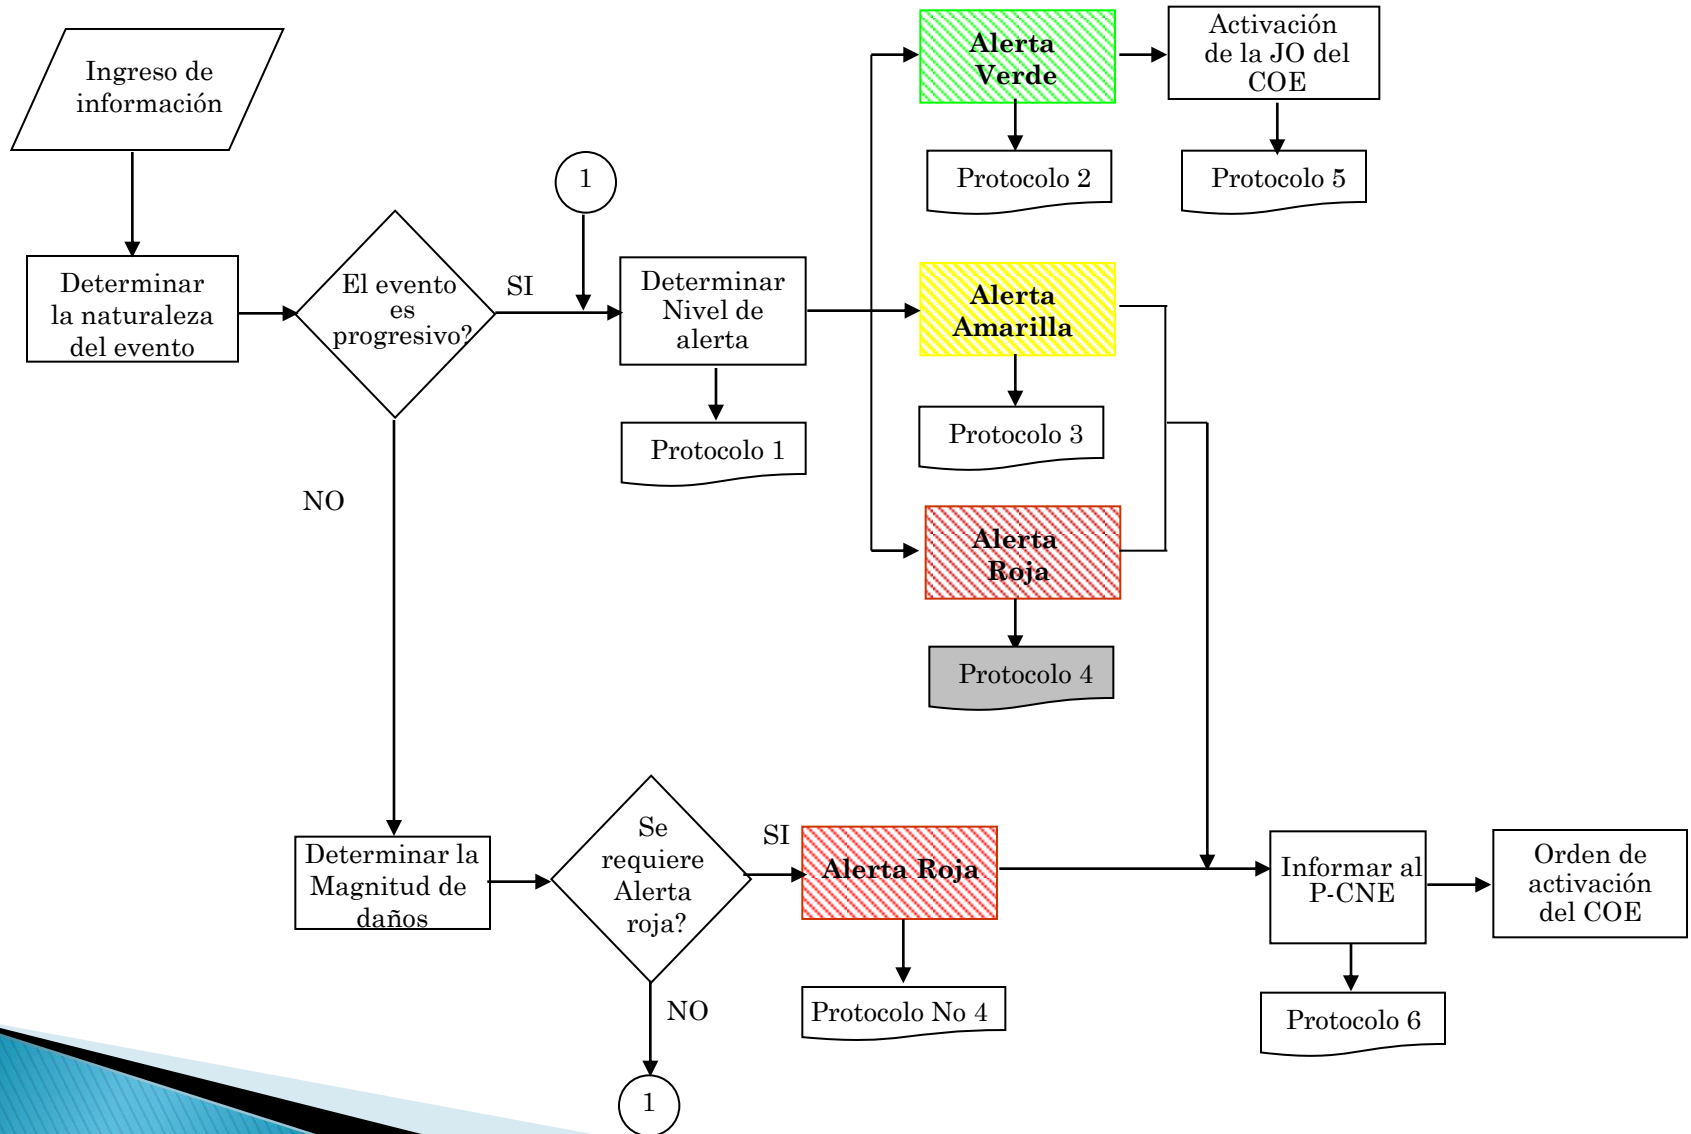 Ingreso de
información
Determinar
la naturaleza
del evento
El evento
es
progresivo?
SI
NO
1
Determinar
Nivel de
alerta
Protocolo 1
Alerta
Verde
Protocolo 2
Activación
de la JO del
COE
Protocolo 5
Alerta
Amarilla
Protocolo 3
Alerta
Roja
Protocolo 4
Determinar la
Magnitud de
daños
Se
requiere
Alerta
roja?
SI
NO
1
Alerta Roja
Protocolo No 4
Informar al
P-CNE
Protocolo 6
Orden de
activación
del COE